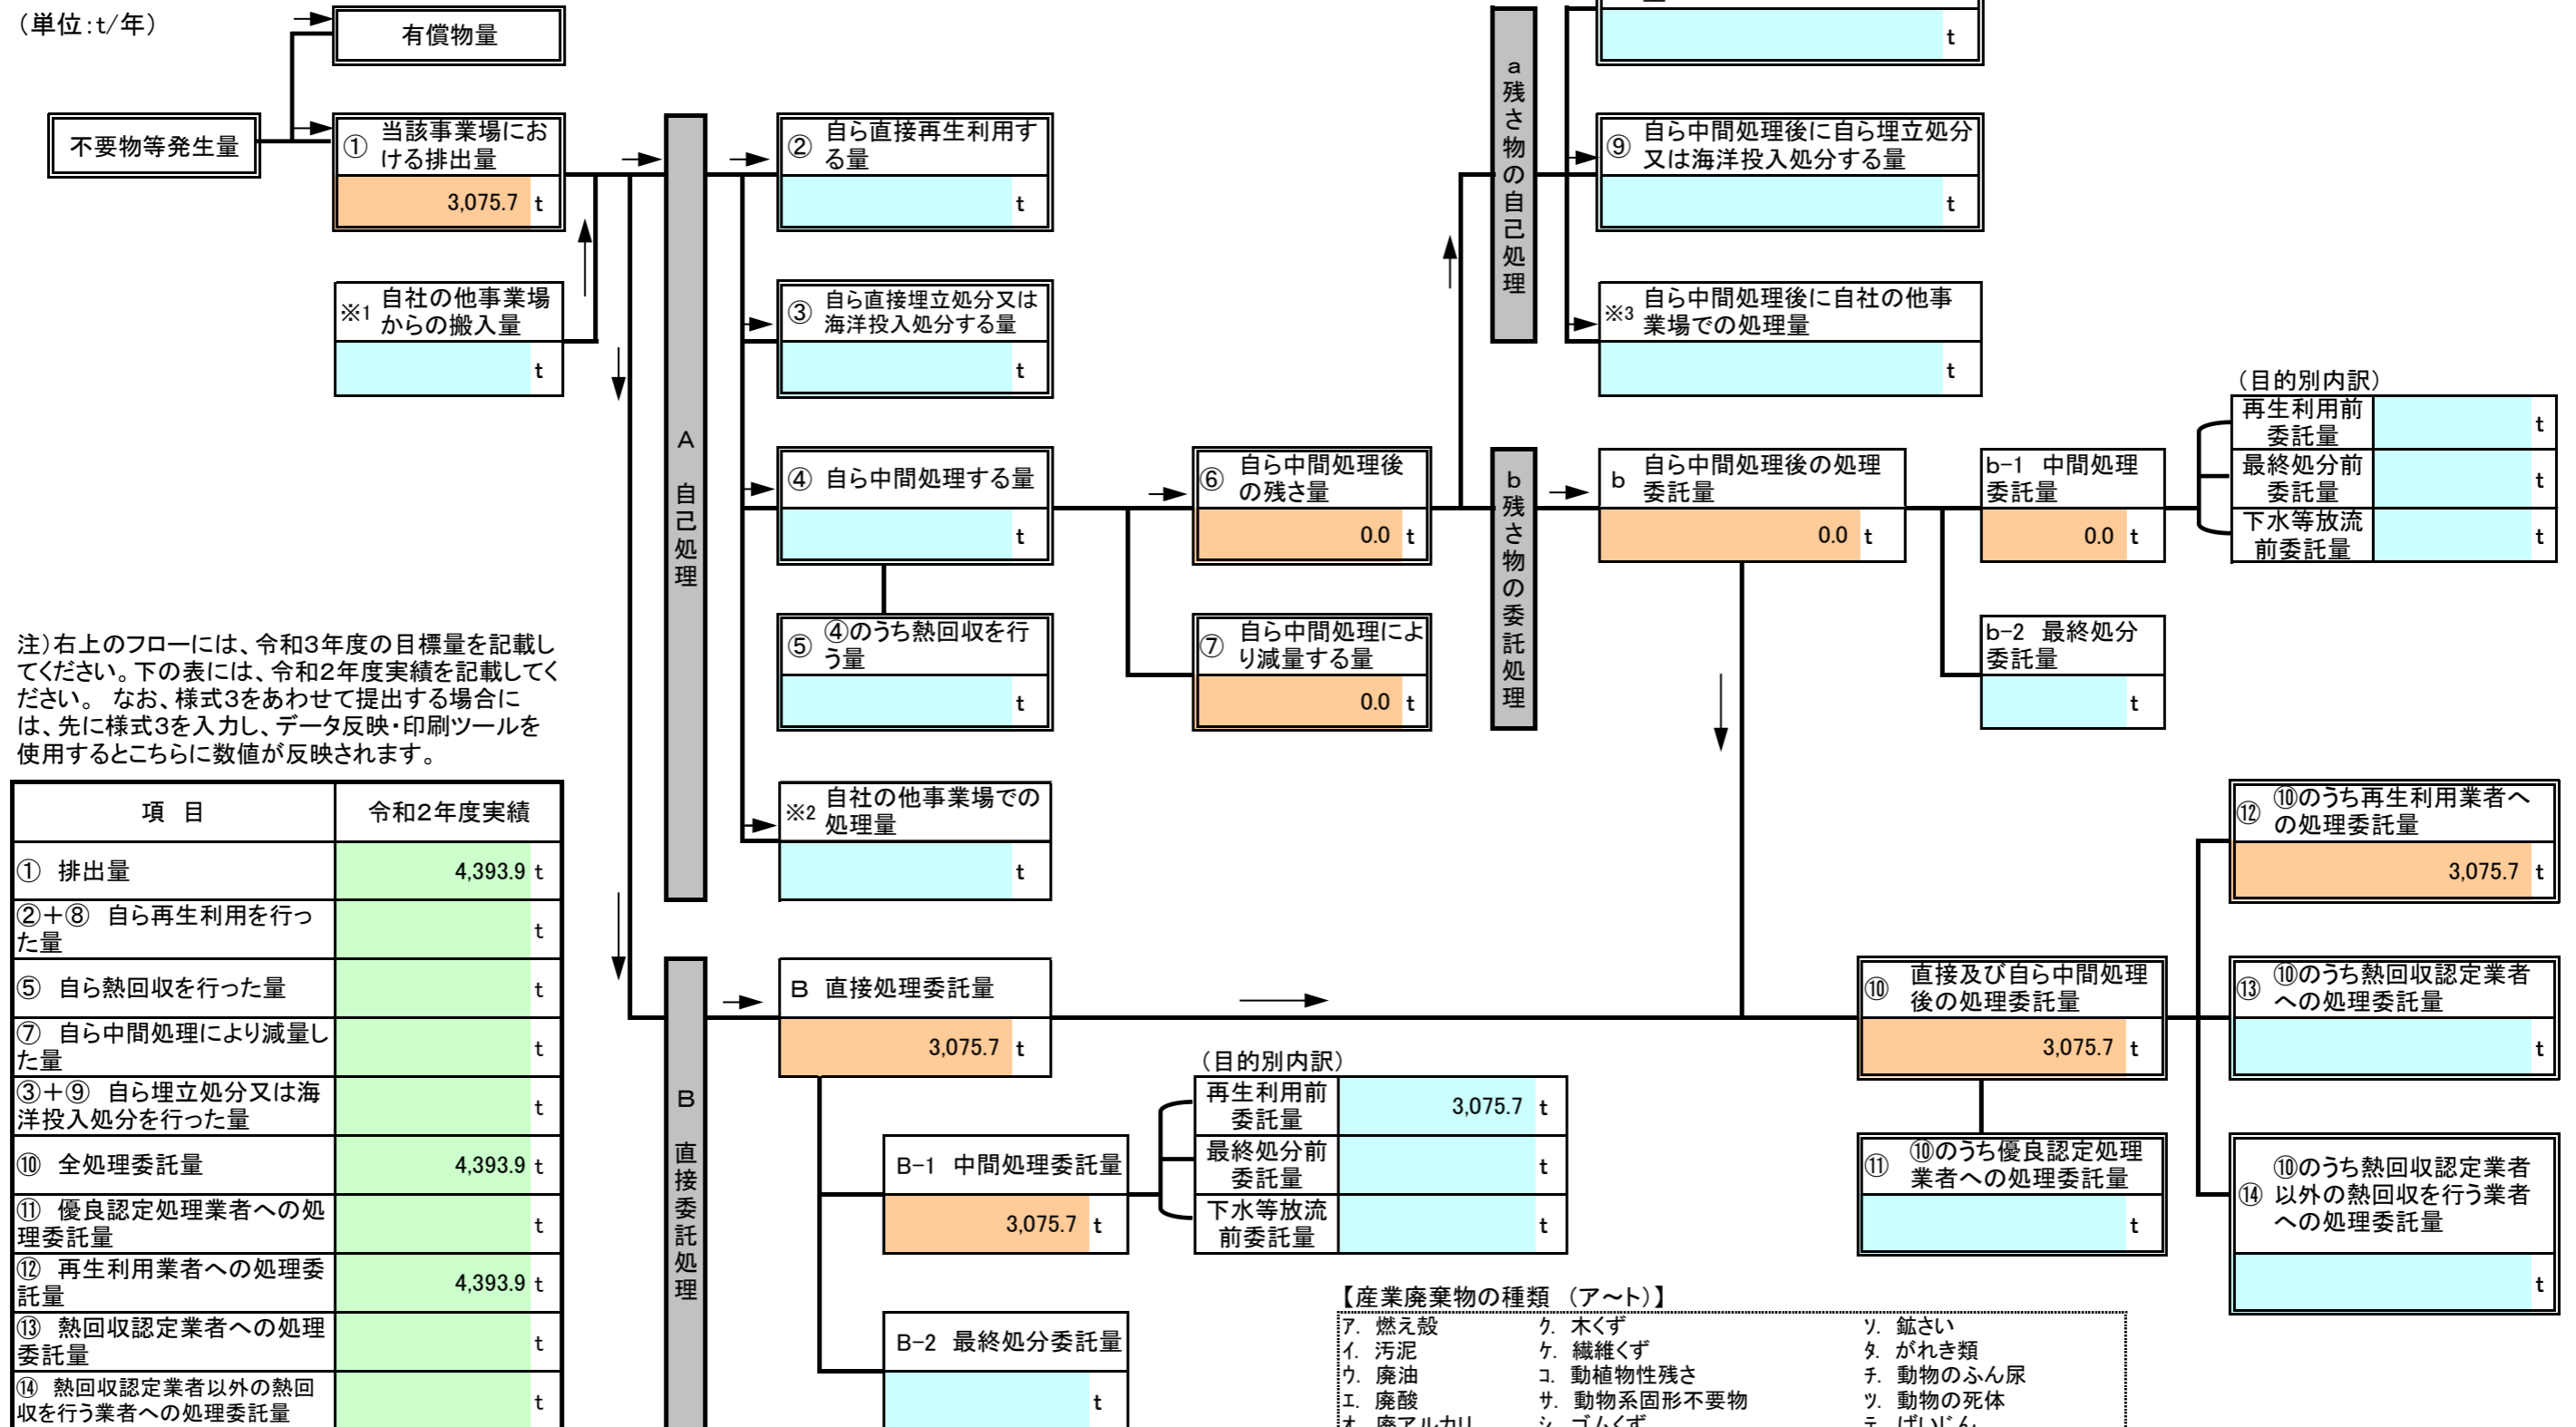 （単位：t/年）
有償物量
不要物等発生量
① 当該事業場にお
ける排出量
3,075.7 t
※1 自社の他事業場
からの搬入量
t
A 自己処理
② 自ら直接再生利用す
る量
t
③ 自ら直接埋立処分又は
海洋投入処分する量
t
④ 自ら中間処理する量
t
⑤ ④のうち熱回収を行
う量
t
※2 自社の他事業場での
処理量
t
⑥ 自ら中間処理後
の残さ量
0.0 t
⑦ 自ら中間処理によ
り減量する量
0.0 t
a 残さ物の自己処理
t
⑨ 自ら中間処理後に自ら埋立処分
又は海洋投入処分する量
t
※3 自ら中間処理後に自社の他事
業場での処理量
t
b 残さ物の委託処理
b 自ら中間処理後の処理
委託量
0.0 t
b-1 中間処理
委託量
0.0 t
b-2 最終処分
委託量
t
（目的別内訳）
再生利用前
委託量
t
最終処分前
委託量
t
下水等放流
前委託量
t
注）右上のフローには、令和３年度の目標量を記載し
てください。下の表には、令和２年度実績を記載してく
ださい。 なお、様式３をあわせて提出する場合に
は、先に様式３を入力し、データ反映・印刷ツールを
使用するとこちらに数値が反映されます。
項 目 令和２年度実績
① 排出量 4,393.9 t
②＋⑧ 自ら再生利用を行っ
た量 t
⑤ 自ら熱回収を行った量 t
⑦ 自ら中間処理により減量し
た量 t
③＋⑨ 自ら埋立処分又は海
洋投入処分を行った量 t
⑩ 全処理委託量 4,393.9 t
⑪ 優良認定処理業者への処
理委託量 t
⑫ 再生利用業者への処理委
託量 4,393.9 t
⑬ 熱回収認定業者への処理
委託量 t
⑭ 熱回収認定業者以外の熱回
収を行う業者への処理委託量 t
B 直接委託処理
B 直接処理委託量
3,075.7 t
B-1 中間処理委託量
3,075.7 t
B-2 最終処分委託量
t
（目的別内訳）
再生利用前
委託量
3,075.7 t
最終処分前
委託量
t
下水等放流
前委託量
t
⑩ 直接及び自ら中間処理
後の処理委託量
3,075.7 t
⑪ ⑩のうち優良認定処理
業者への処理委託量
t
⑫ ⑩のうち再生利用業者へ
の処理委託量
3,075.7 t
⑬ ⑩のうち熱回収認定業者
への処理委託量
t
⑩のうち熱回収認定業者
⑭ 以外の熱回収を行う業者
への処理委託量
t
【産業廃棄物の種類 （ア～ト）】
ｱ. 燃え殻 ｸ. 木くず ｿ. 鉱さい
ｲ. 汚泥 ｹ. 繊維くず ﾀ. がれき類
ｳ. 廃油 ｺ. 動植物性残さ ﾁ. 動物のふん尿
ｴ. 廃酸 ｻ. 動物系固形不要物 ﾂ. 動物の死体
ｵ. 廃アルカリ ｼ. ゴムくず ﾃ. ばいじん